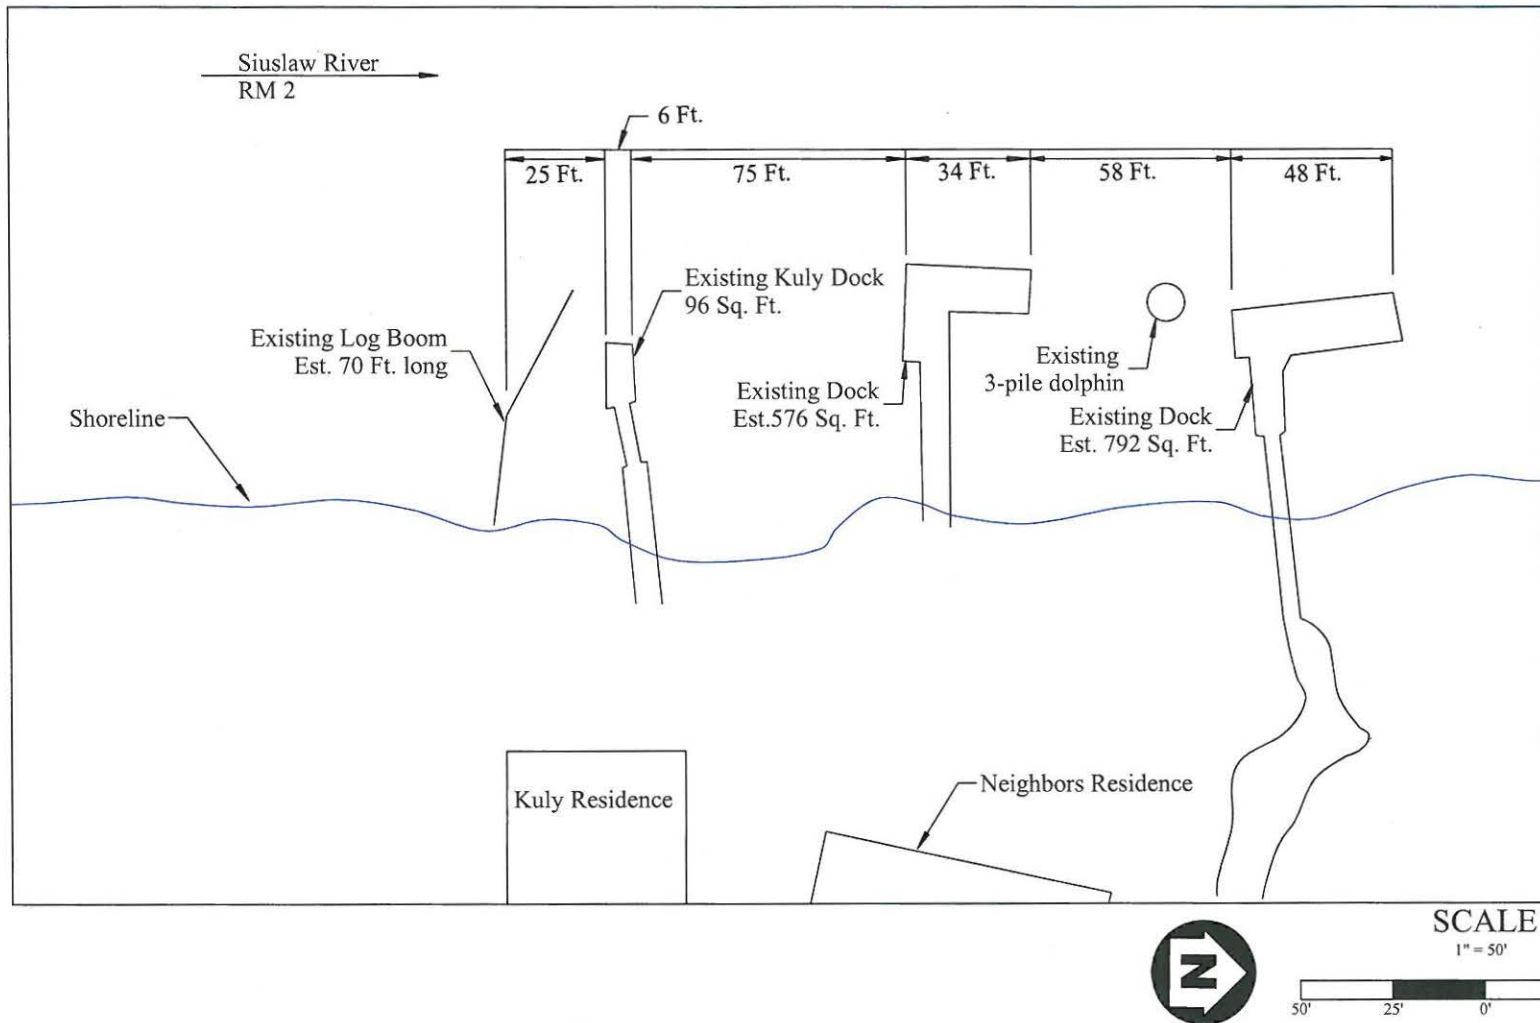 Siuslaw River
RM 2
6 Ft.
25 Ft.
75 Ft.
34 Ft.
58 Ft.
48 Ft.
Existing Kuly Dock
96 Sq. Ft.
Existing Log Boom
Est. 70 Ft. long
Existing
3-pile dolphin
Existing Dock
Est.576 Sq. Ft.
Existing Dock
Est. 792 Sq. Ft.
Shoreline
Kuly Residence
Neighbors Residence
N
SCALE
1" = 50'
50'
25'
0'